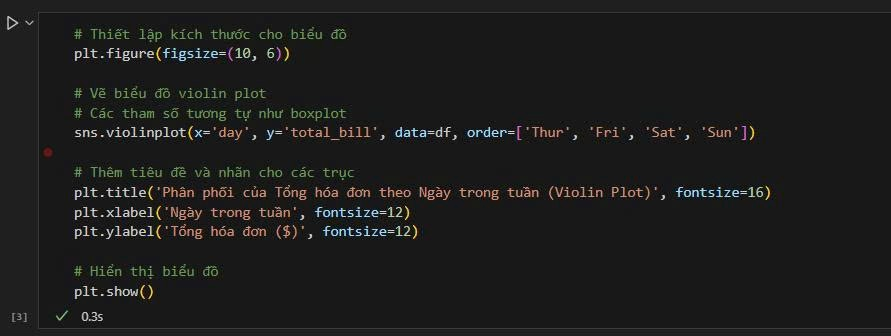 # Thiết lập kích thước cho biểu đồ
plt.figure(figsize=(10, 6))
# Vẽ biểu đồ violin plot
# Các tham số tương tự như boxplot
sns.violinplot(x='day', y='total_bill', data=df, order=['Thur', 'Fri', 'Sat', 'Sun'])
# Thêm tiêu đề và nhãn cho các trục
plt.title('Phân phối của Tổng hóa đơn theo Ngày trong tuần (Violin Plot)', fontsize=16)
plt.xlabel('Ngày trong tuần', fontsize=12)
plt.ylabel('Tổng hóa đơn ($)', fontsize=12)
# Hiển thị biểu đồ
plt.show()
[3] 0.3s